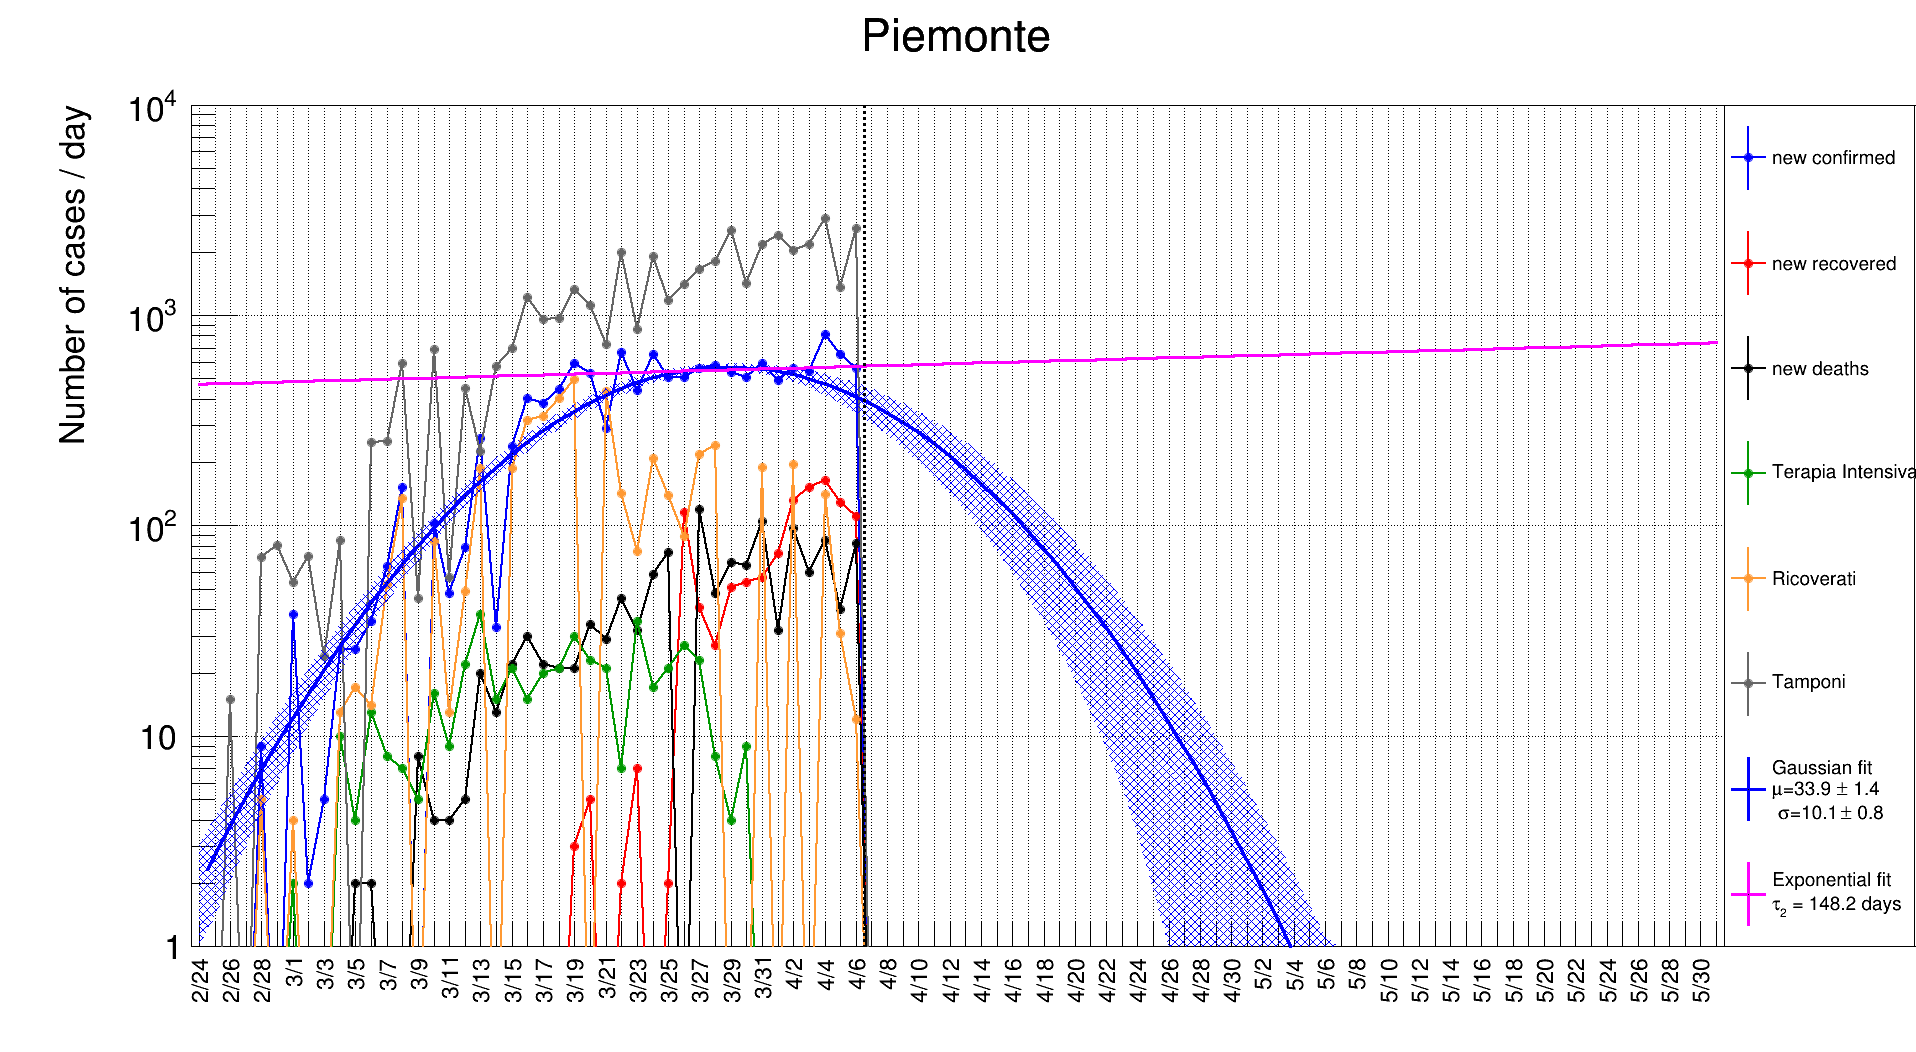 Piemonte
Number of cases / day
10⁴
10³
10²
10
1
2/24 2/26 2/28 3/1 3/3 3/5 3/7 3/9 3/11 3/13 3/15 3/17 3/19 3/21 3/23 3/25 3/27 3/29 3/31 4/2 4/4 4/6 4/8 4/10 4/12 4/14 4/16 4/18 4/20 4/22 4/24 4/26 4/28 4/30 5/2 5/4 5/6 5/8 5/10 5/12 5/14 5/16 5/18 5/20 5/22 5/24 5/26 5/28 5/30
new confirmed
new recovered
new deaths
Terapia Intensiva
Ricoverati
Tamponi
Gaussian fit
μ=33.9 ± 1.4
σ=10.1 ± 0.8
Exponential fit
τ₂ = 148.2 days